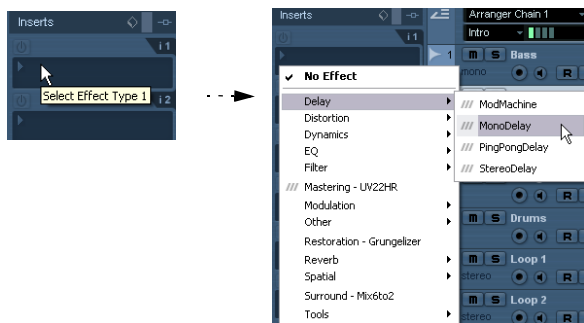 Inserts
i 1
Select Effect Type 1
i 2
Inserts
i 1
Arranger Chain 1
Intro
1
m S Bass
mono
R
✓ No Effect
Delay
Distortion
Dynamics
EQ
Filter
Mastering - UV22HR
Modulation
Other
Restoration - Grungelizer
Reverb
Spatial
Surround - Mix6to2
Tools
ModMachine
MonoDelay
PingPongDelay
StereoDelay
R
m S Drums
R
m S Loop 1
stereo
R
m S Loop 2
stereo
R